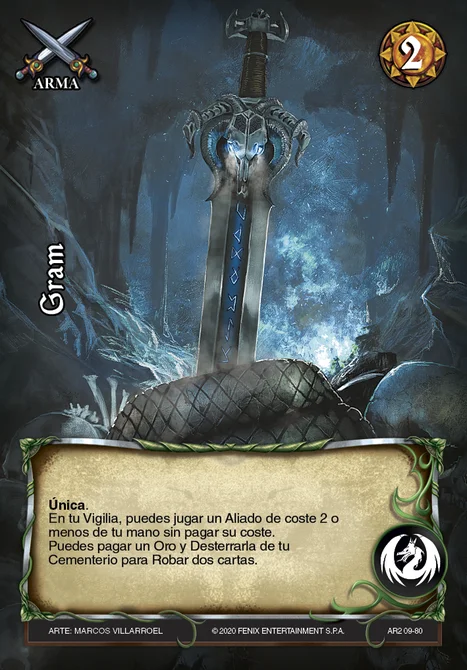 ARMA
2
Gram
Única.
En tu Vigilia, puedes jugar un Aliado de coste 2 o
menos de tu mano sin pagar su coste.
Puedes pagar un Oro y Desterrarla de tu
Cementerio para Robar dos cartas.
ARTE: MARCOS VILLARROEL
©2020 FENIX ENTERTAINMENT S.P.A.
AR2 09-80